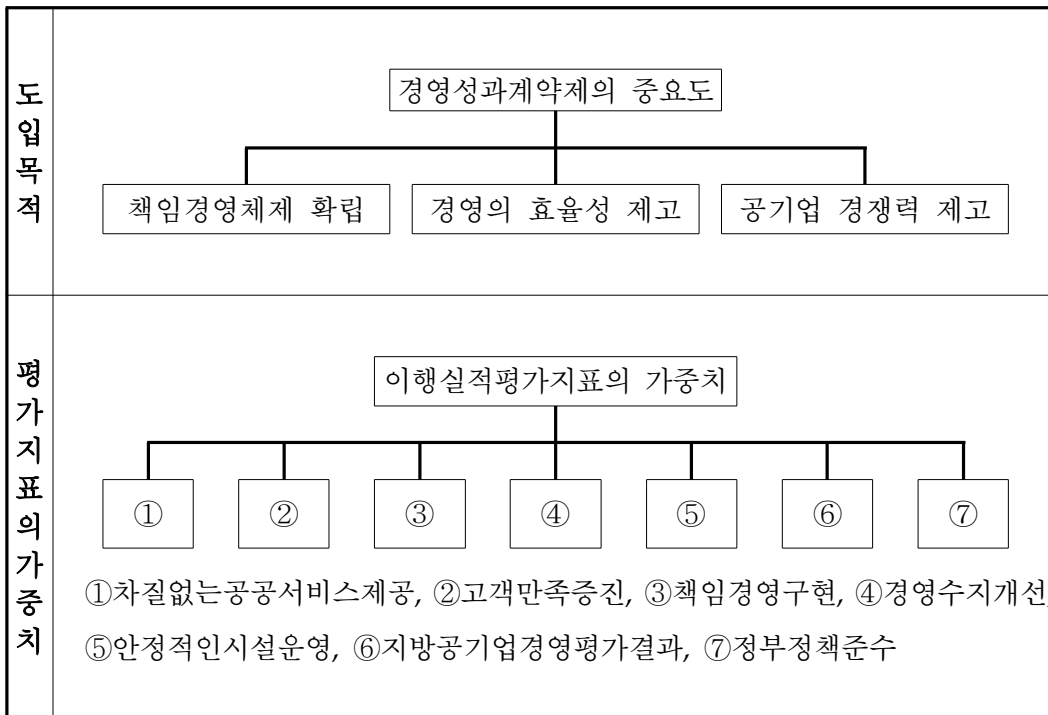 도입목적
경영성과계약제의 중요도
책임경영체제 확립
경영의 효율성 제고
공기업 경쟁력 제고
평가지표의가중치
이행실적평가지표의 가중치
① ② ③ ④ ⑤ ⑥ ⑦
①차질없는공공서비스제공, ②고객만족증진, ③책임경영구현, ④경영수지개선,
⑤안정적인시설운영, ⑥지방공기업경영평가결과, ⑦정부정책준수